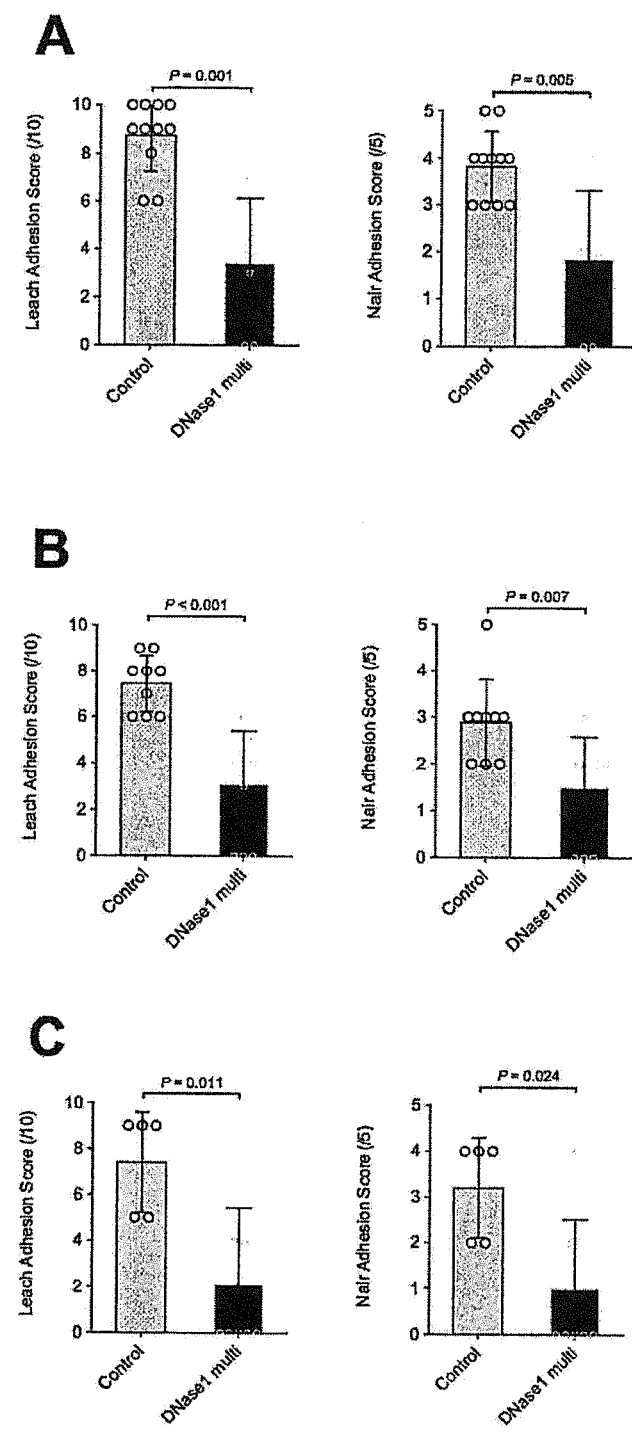 A
P = 0.001
Leach Adhesion Score (/10)
10
8
6
4
2
0
Control
DNase1 multi
P = 0.005
Nair Adhesion Score (/5)
5
4
3
2
1
0
Control
DNase1 multi
B
P < 0.001
Leach Adhesion Score (/10)
10
8
6
4
2
0
Control
DNase1 multi
P = 0.007
Nair Adhesion Score (/5)
5
4
3
2
1
0
Control
DNase1 multi
C
P = 0.011
Leach Adhesion Score (/10)
10
8
6
4
2
0
Control
DNase1 multi
P = 0.024
Nair Adhesion Score (/5)
5
4
3
2
1
0
Control
DNase1 multi